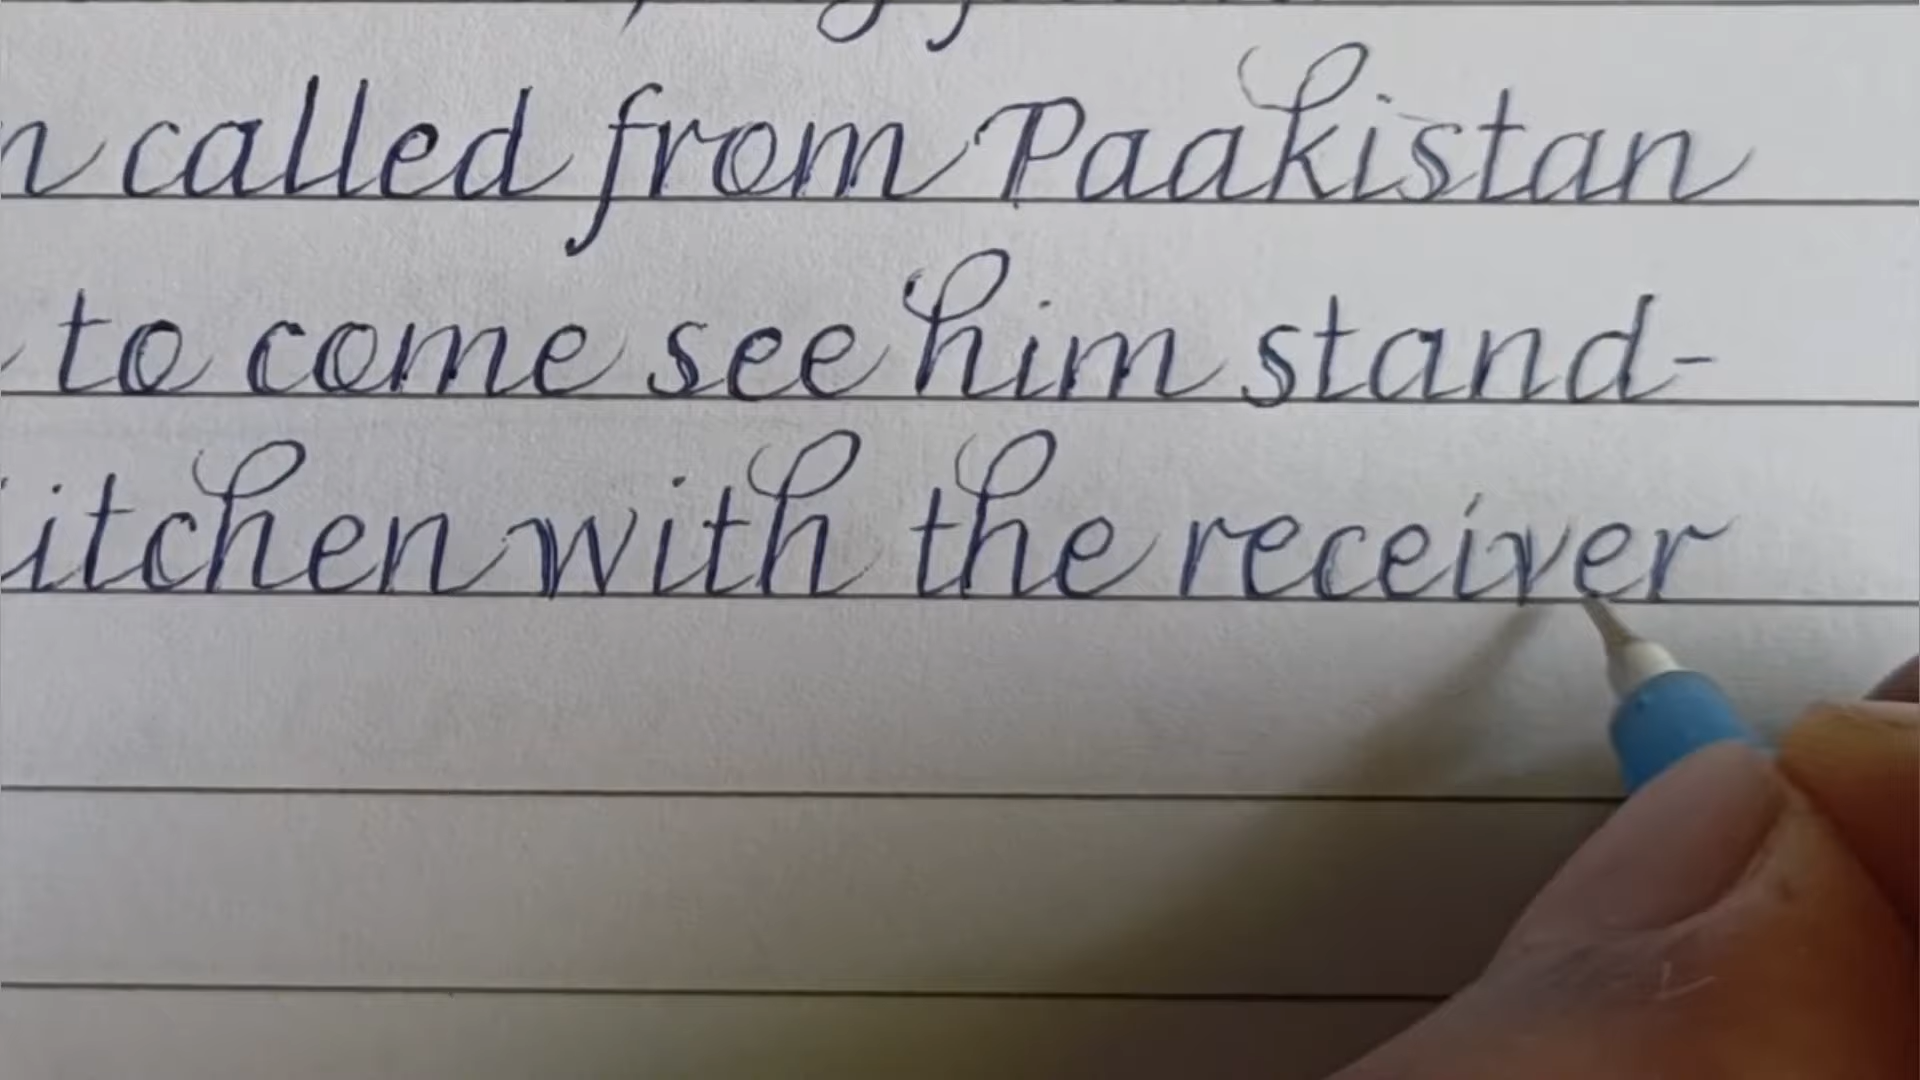 n called from Paakistan
to come see him stand-
itchen with the receiver